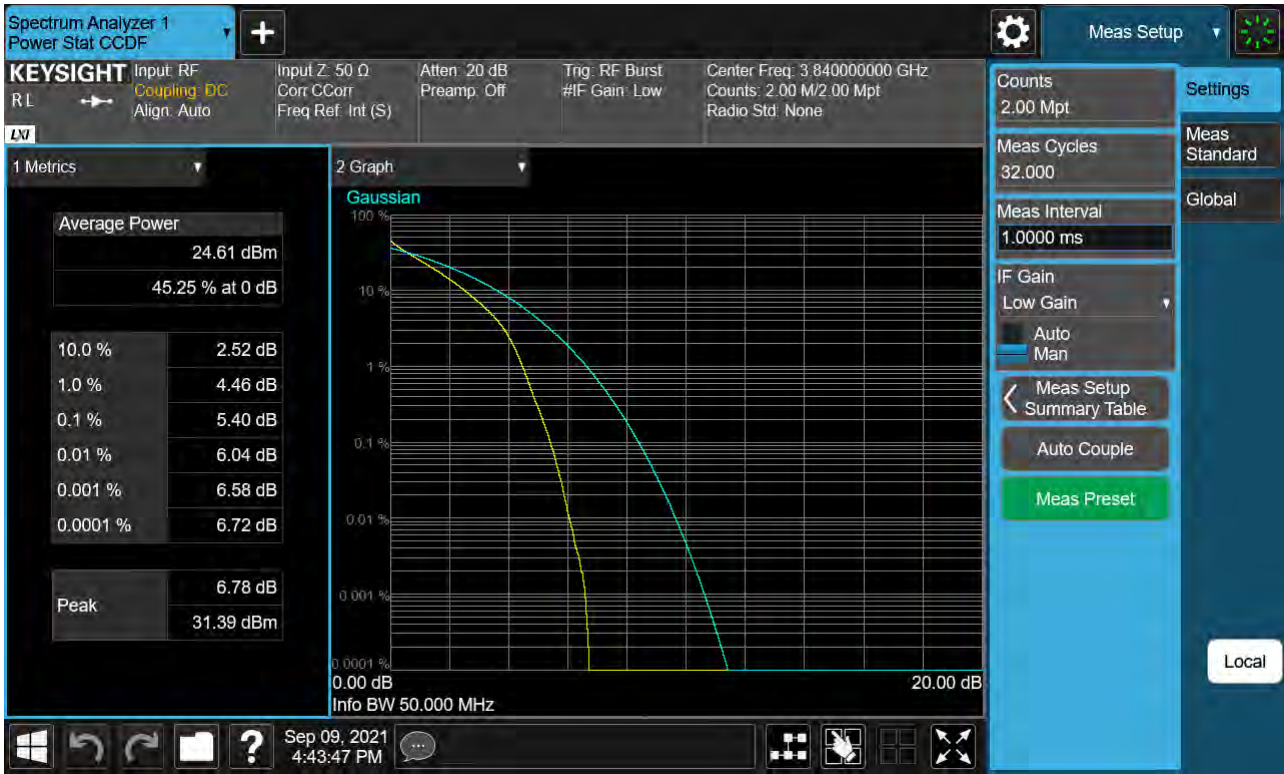 Spectrum Analyzer 1
Power Stat CCDF
+
Meas Setup
KEYSIGHT
RL
LXI
Input: RF
Coupling: DC
Align: Auto
Input Z: 50 Ω
Corr CCorr
Freq Ref: Int (S)
Atten: 20 dB
Preamp: Off
Trig: RF Burst
#IF Gain: Low
Center Freq: 3.840000000 GHz
Counts: 2.00 M/2.00 Mpt
Radio Std: None
1 Metrics
Average Power
24.61 dBm
45.25 % at 0 dB
10.0 % 2.52 dB
1.0 % 4.46 dB
0.1 % 5.40 dB
0.01 % 6.04 dB
0.001 % 6.58 dB
0.0001 % 6.72 dB
Peak
6.78 dB
31.39 dBm
2 Graph
Gaussian
100 %
10 %
1 %
0.1 %
0.01 %
0.001 %
0.0001 %
0.00 dB 20.00 dB
Info BW 50.000 MHz
Counts
2.00 Mpt
Meas Cycles
32.000
Meas Interval
1.0000 ms
IF Gain
Low Gain
Auto
Man
Meas Setup
Summary Table
Auto Couple
Meas Preset
Settings
Meas
Standard
Global
Local
?
Sep 09, 2021
4:43:47 PM